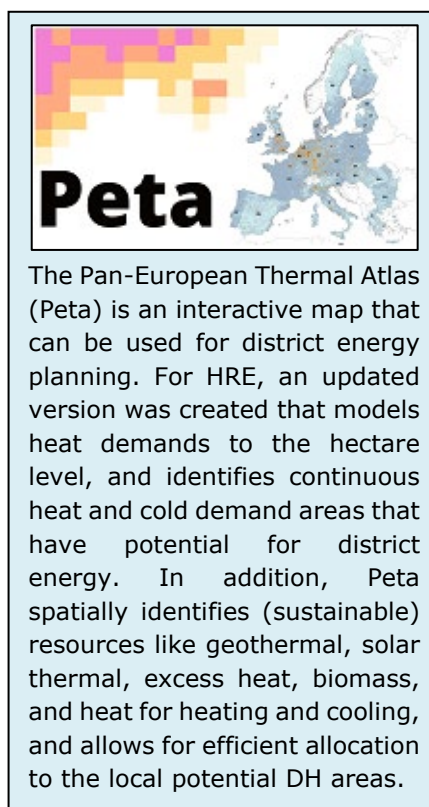 Peta
The Pan-European Thermal Atlas
(Peta) is an interactive map that
can be used for district energy
planning. For HRE, an updated
version was created that models
heat demands to the hectare
level, and identifies continuous
heat and cold demand areas that
have potential for district
energy. In addition, Peta
spatially identifies (sustainable)
resources like geothermal, solar
thermal, excess heat, biomass,
and heat for heating and cooling,
and allows for efficient allocation
to the local potential DH areas.